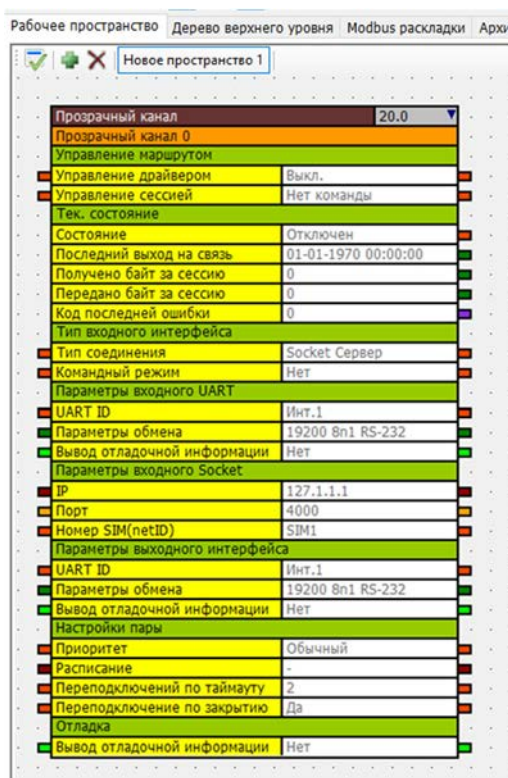 Рабочее пространство Дерево верхнего уровня Modbus раскладки Архи
Новое пространство 1
Прозрачный канал 20.0
Прозрачный канал 0
Управление маршрутом
Управление драйвером Выкл.
Управление сессией Нет команды
Тек. состояние
Состояние Отключен
Последний выход на связь 01-01-1970 00:00:00
Получено байт за сессию 0
Передано байт за сессию 0
Код последней ошибки 0
Тип входного интерфейса
Тип соединения Socket Сервер
Командный режим Нет
Параметры входного UART
UART ID Инт.1
Параметры обмена 19200 8n1 RS-232
Вывод отладочной информации Нет
Параметры входного Socket
IP 127.1.1.1
Порт 4000
Номер SIM(netID) SIM1
Параметры выходного интерфейса
UART ID Инт.1
Параметры обмена 19200 8n1 RS-232
Вывод отладочной информации Нет
Настройки пары
Приоритет Обычный
Расписание -
Переподключений по таймауту 2
Переподключение по закрытию Да
Отладка
Вывод отладочной информации Нет